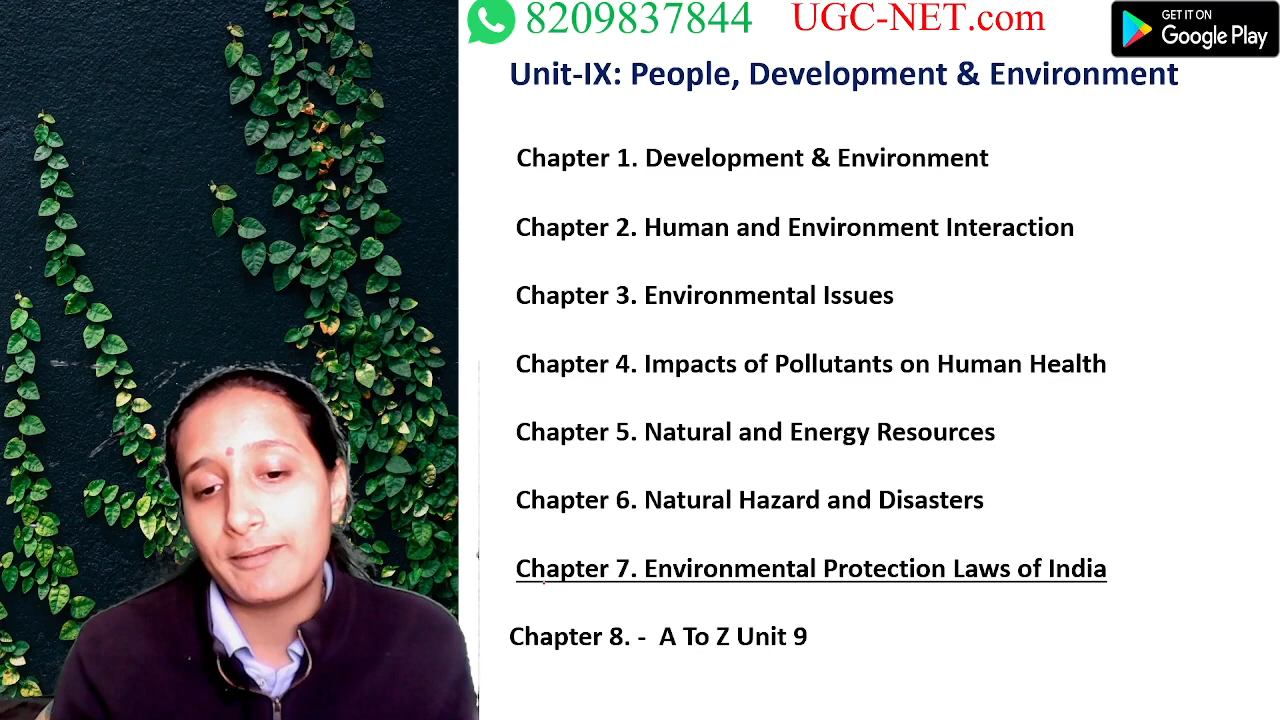 8209837844 UGC-NET.com GET IT ON
Google Play
Unit-IX: People, Development & Environment
Chapter 1. Development & Environment
Chapter 2. Human and Environment Interaction
Chapter 3. Environmental Issues
Chapter 4. Impacts of Pollutants on Human Health
Chapter 5. Natural and Energy Resources
Chapter 6. Natural Hazard and Disasters
Chapter 7. Environmental Protection Laws of India
Chapter 8. - A To Z Unit 9